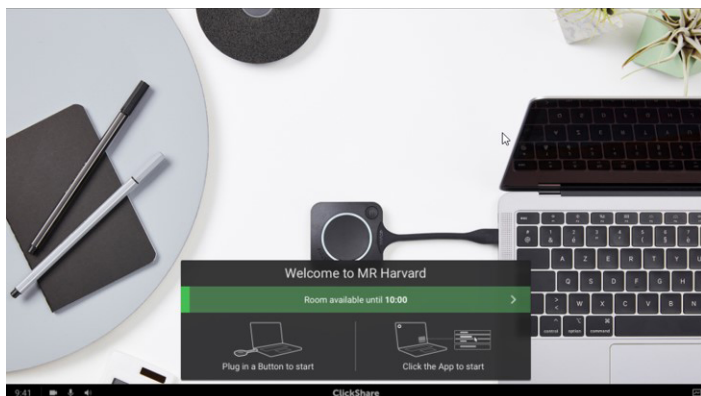 Welcome to MR Harvard
Room available until 10:00
Plug in a Button to start
Click the App to start
9:41
ClickShare